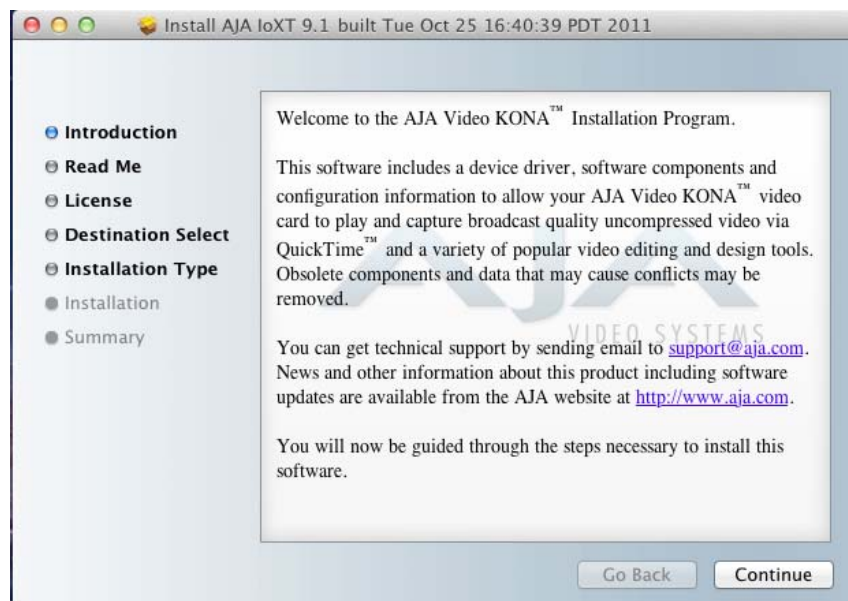 Install AJA IoXT 9.1 built Tue Oct 25 16:40:39 PDT 2011
Introduction
Read Me
License
Destination Select
Installation Type
Installation
Summary
Welcome to the AJA Video KONA™ Installation Program.
This software includes a device driver, software components and
configuration information to allow your AJA Video KONA™ video
card to play and capture broadcast quality uncompressed video via
QuickTime™ and a variety of popular video editing and design tools.
Obsolete components and data that may cause conflicts may be
removed.
You can get technical support by sending email to support@aja.com.
News and other information about this product including software
updates are available from the AJA website at http://www.aja.com.
You will now be guided through the steps necessary to install this
software.
AJA
VIDEO SYSTEMS
Go Back
Continue